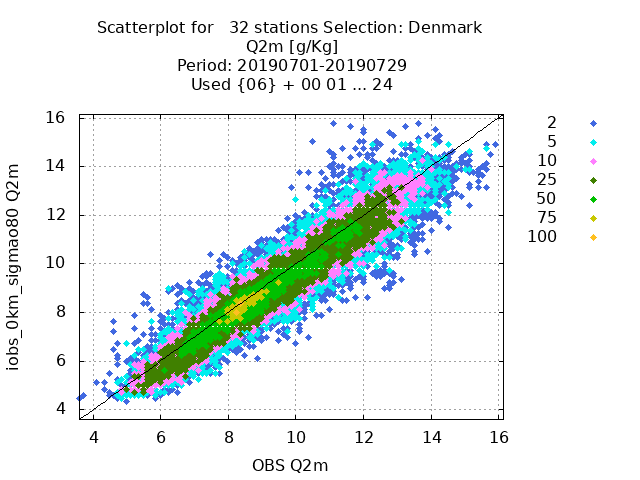 Scatterplot for   32 stations Selection: Denmark
Q2m [g/Kg]
Period: 20190701-20190729
Used {06} + 00 01 ... 24
16
14
12
10
8
6
4
iobs_0km_sigmao80 Q2m
4 6 8 10 12 14 16
OBS Q2m
2
5
10
25
50
75
100